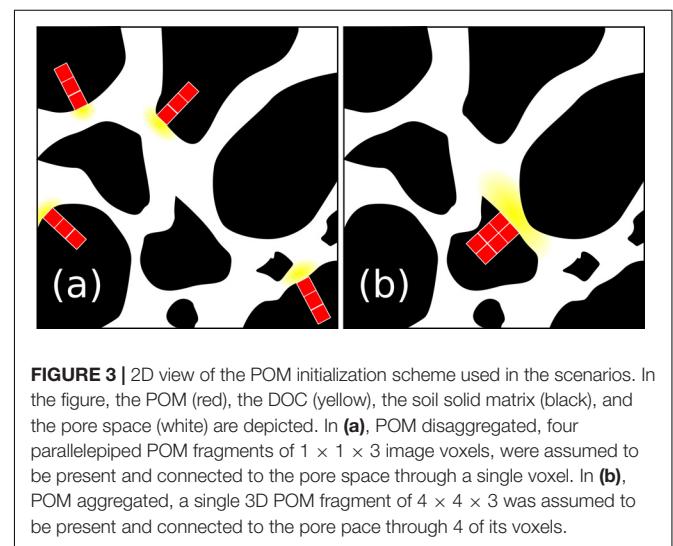 (a)
(b)
FIGURE 3 | 2D view of the POM initialization scheme used in the scenarios. In
the figure, the POM (red), the DOC (yellow), the soil solid matrix (black), and
the pore space (white) are depicted. In (a), POM disaggregated, four
parallelepiped POM fragments of 1 × 1 × 3 image voxels, were assumed to
be present and connected to the pore space through a single voxel. In (b),
POM aggregated, a single 3D POM fragment of 4 × 4 × 3 was assumed to
be present and connected to the pore pace through 4 of its voxels.